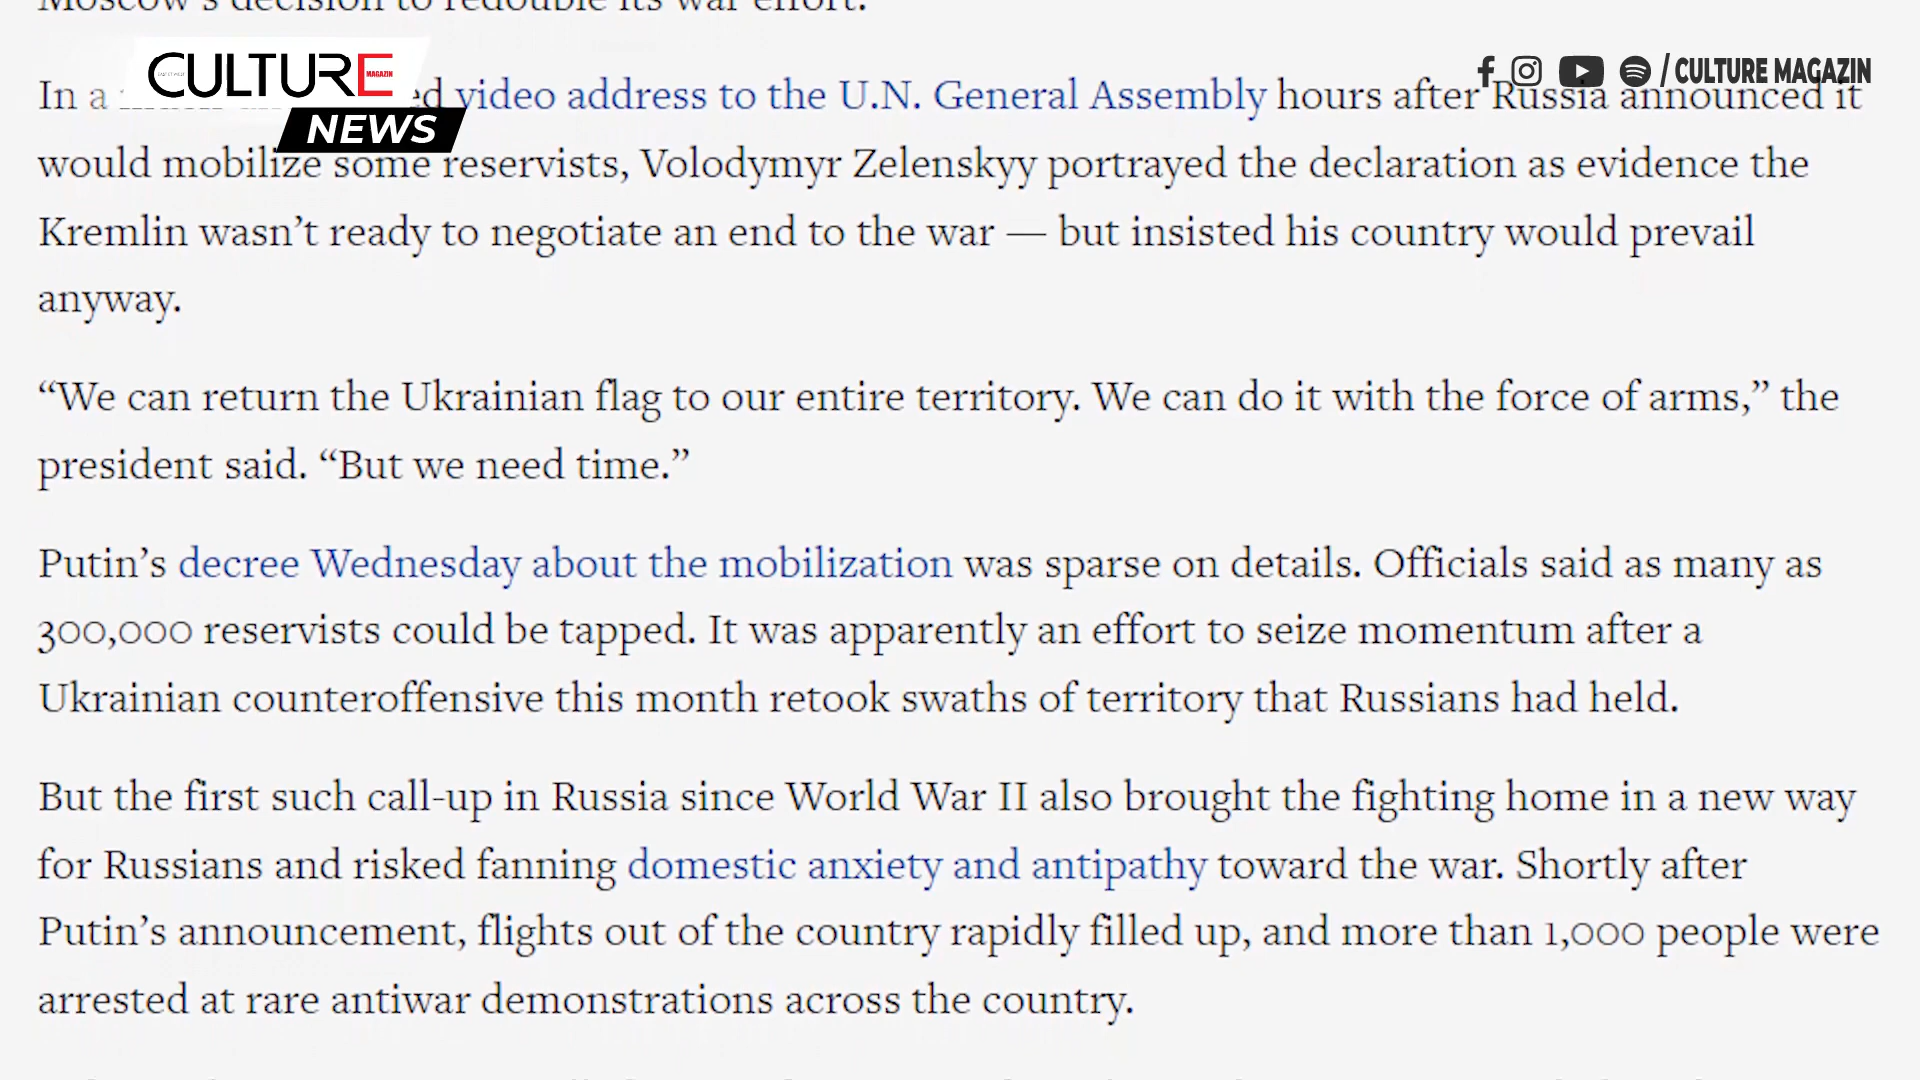 Moscow's decision to redouble its war effort.
CULTURE
MAGAZIN
NEWS
/ CULTURE MAGAZIN
In a ed video address to the U.N. General Assembly hours after Russia announced it
would mobilize some reservists, Volodymyr Zelenskyy portrayed the declaration as evidence the
Kremlin wasn’t ready to negotiate an end to the war — but insisted his country would prevail
anyway.
“We can return the Ukrainian flag to our entire territory. We can do it with the force of arms,” the
president said. “But we need time.”
Putin’s decree Wednesday about the mobilization was sparse on details. Officials said as many as
300,000 reservists could be tapped. It was apparently an effort to seize momentum after a
Ukrainian counteroffensive this month retook swaths of territory that Russians had held.
But the first such call-up in Russia since World War II also brought the fighting home in a new way
for Russians and risked fanning domestic anxiety and antipathy toward the war. Shortly after
Putin’s announcement, flights out of the country rapidly filled up, and more than 1,000 people were
arrested at rare antiwar demonstrations across the country.